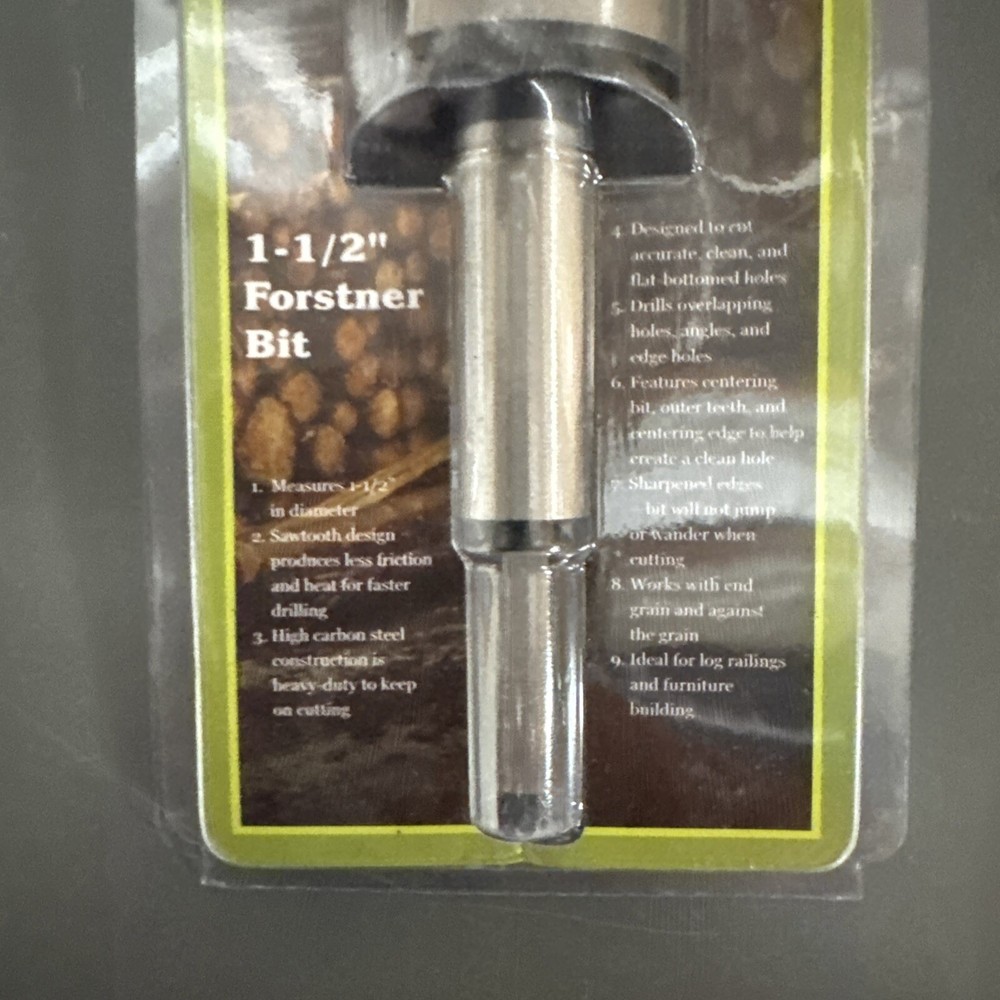 1-1/2"
Forstner
Bit
1. Measures 1-1/2"
in diameter
2. Sawtooth design
produces less friction
and heat for faster
drilling
3. High carbon steel
construction is
heavy-duty to keep
on cutting
4. Designed to cut
accurate, clean, and
flat-bottomed holes
5. Drills overlapping
holes, angles, and
edge holes
6. Features centering
bit, outer teeth, and
centering edge to help
create a clean hole
7. Sharpened edges
bit will not jump
or wander when
cutting
8. Works with end
grain and against
the grain
9. Ideal for log railings
and furniture
building